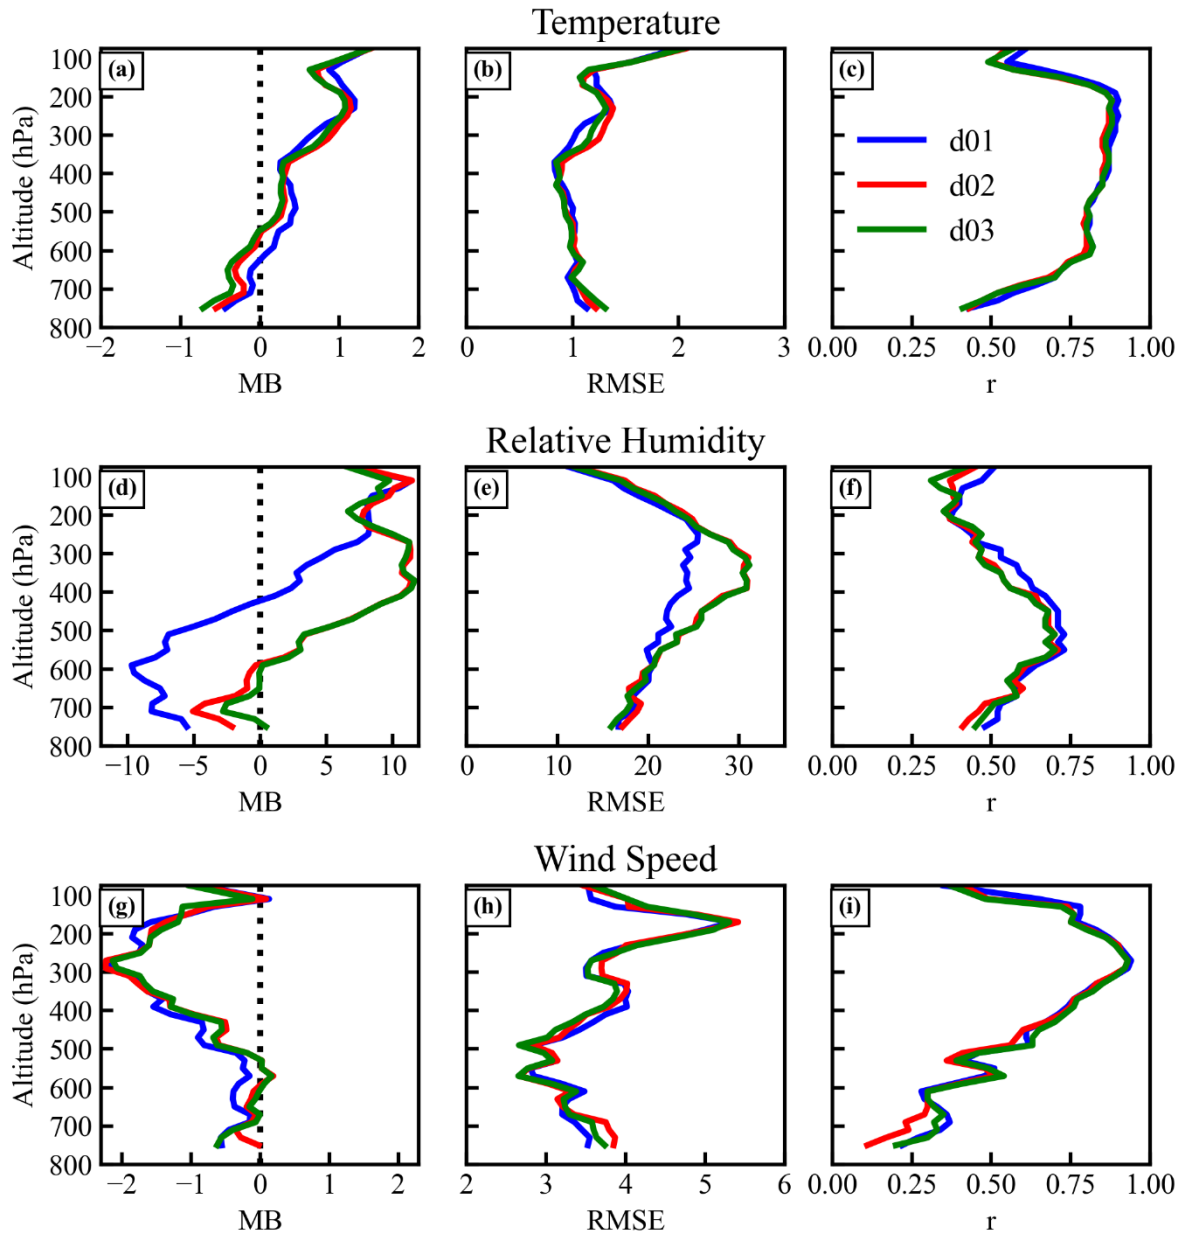 Temperature
(a) (b) (c)
Altitude (hPa)
100
200
300
400
500
600
700
800
d01
d02
d03
−2 −1 0 1 2
0 1 2 3
0.00 0.25 0.50 0.75 1.00
MB RMSE r
Relative Humidity
(d) (e) (f)
Altitude (hPa)
100
200
300
400
500
600
700
800
−10 −5 0 5 10
0 10 20 30
0.00 0.25 0.50 0.75 1.00
MB RMSE r
Wind Speed
(g) (h) (i)
Altitude (hPa)
100
200
300
400
500
600
700
800
−2 −1 0 1 2
2 3 4 5 6
0.00 0.25 0.50 0.75 1.00
MB RMSE r